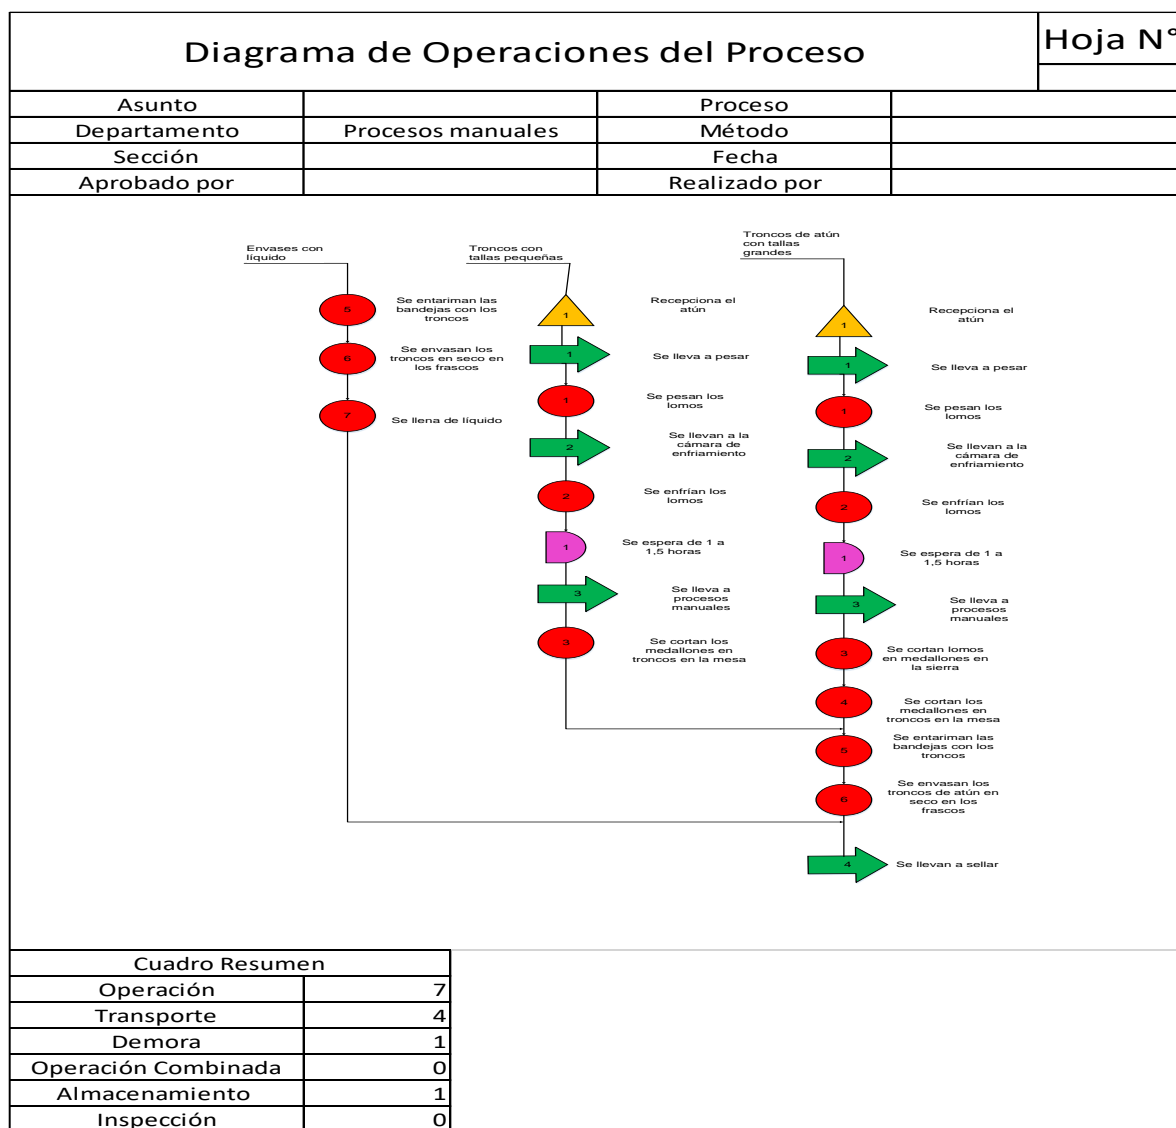 Diagrama de Operaciones del Proceso
Hoja N°
Asunto
Proceso
Departamento
Procesos manuales
Método
Sección
Fecha
Aprobado por
Realizado por
Envases con
líquido
5
Se entariman las
bandejas con los
troncos
6
Se envasan los
troncos en seco en
los frascos
7
Se llena de líquido
Troncos con
tallas pequeñas
1
Recepciona el
atún
1
Se lleva a pesar
1
Se pesan los
lomos
2
Se llevan a la
cámara de
enfriamiento
2
Se enfrían los
lomos
1
Se espera de 1 a
1,5 horas
3
Se lleva a
procesos
manuales
3
Se cortan los
medallones en
troncos en la mesa
Troncos de atún
con tallas
grandes
1
Recepciona el
atún
1
Se lleva a pesar
1
Se pesan los
lomos
2
Se llevan a la
cámara de
enfriamiento
2
Se enfrían los
lomos
1
Se espera de 1 a
1,5 horas
3
Se lleva a
procesos
manuales
3
Se cortan lomos
en medallones en
la sierra
4
Se cortan los
medallones en
troncos en la mesa
5
Se entariman las
bandejas con los
troncos
6
Se envasan los
troncos de atún en
seco en los
frascos
4
Se llevan a sellar
Cuadro Resumen
Operación 7
Transporte 4
Demora 1
Operación Combinada 0
Almacenamiento 1
Inspección 0